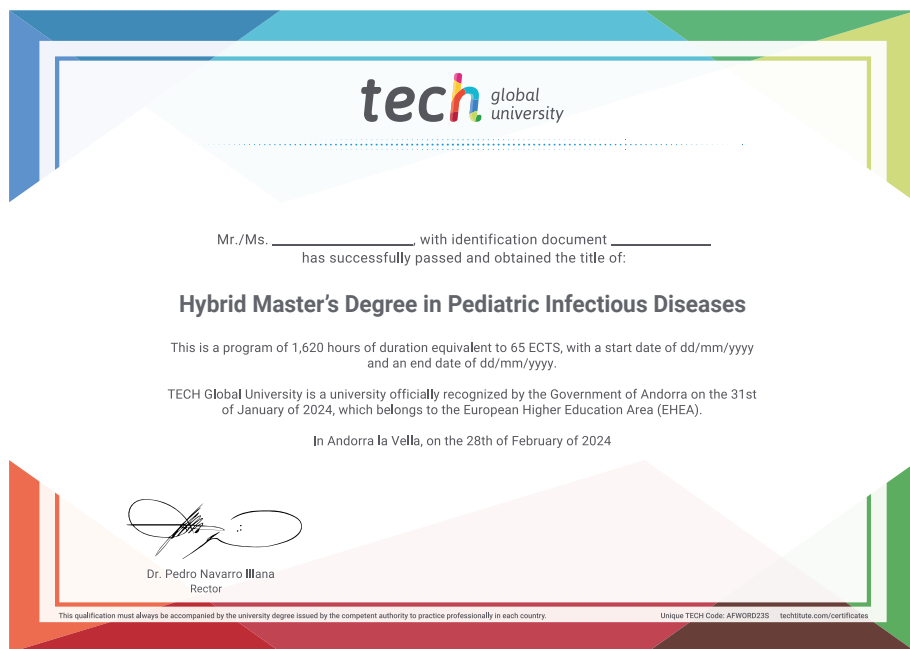 tech global university
Mr./Ms. ____________, with identification document ____________
has successfully passed and obtained the title of:
Hybrid Master's Degree in Pediatric Infectious Diseases
This is a program of 1,620 hours of duration equivalent to 65 ECTS, with a start date of dd/mm/yyyy
and an end date of dd/mm/yyyy.
TECH Global University is a university officially recognized by the Government of Andorra on the 31st
of January of 2024, which belongs to the European Higher Education Area (EHEA).
In Andorra la Vella, on the 28th of February of 2024
Dr. Pedro Navarro Illana
Rector
This qualification must always be accompanied by the university degree issued by the competent authority to practice professionally in each country.
Unique TECH Code: AFWORD23S techtitute.com/certificates